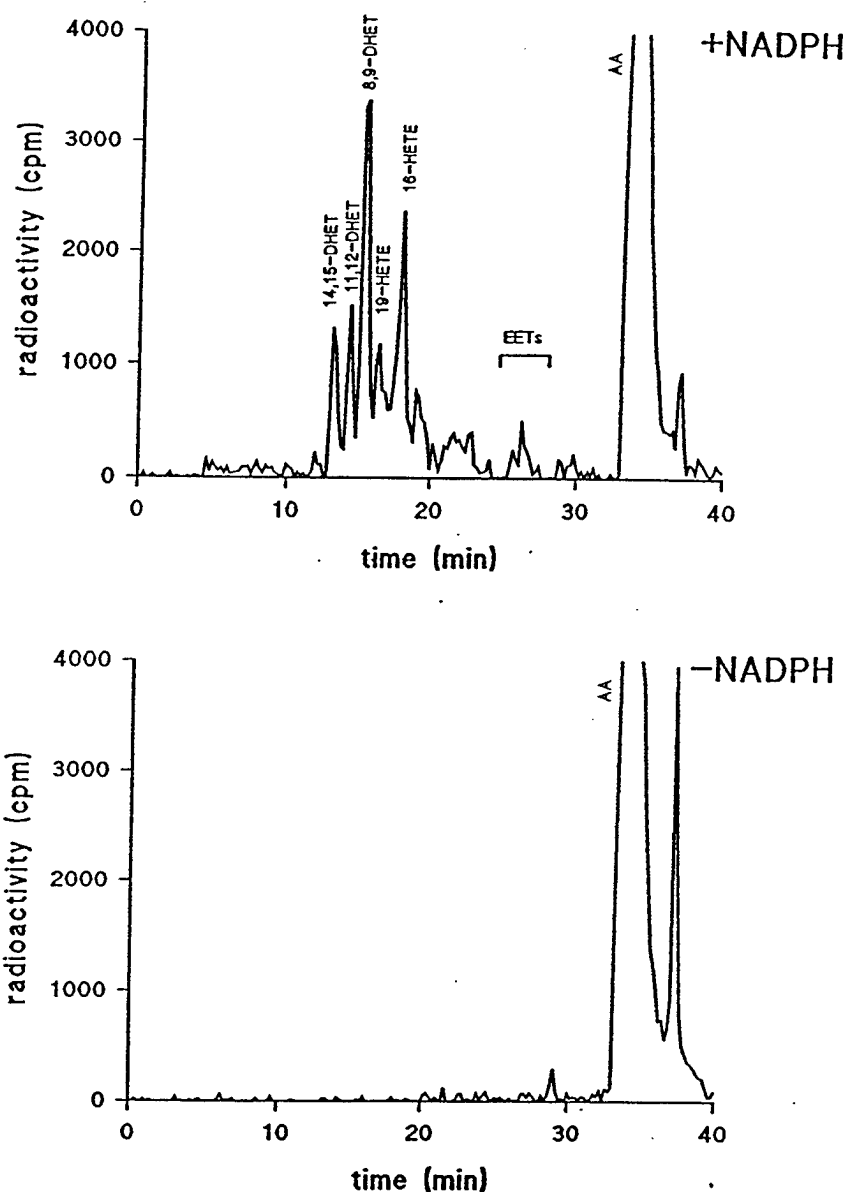 +NADPH
4000
3000
2000
1000
0
radioactivity (cpm)
14,15-DHET
11,12-DHET
8,9-DHET
19-HETE
16-HETE
EETs
AA
0 10 20 30 40
time (min)
-NADPH
4000
3000
2000
1000
0
radioactivity (cpm)
AA
0 10 20 30 40
time (min)